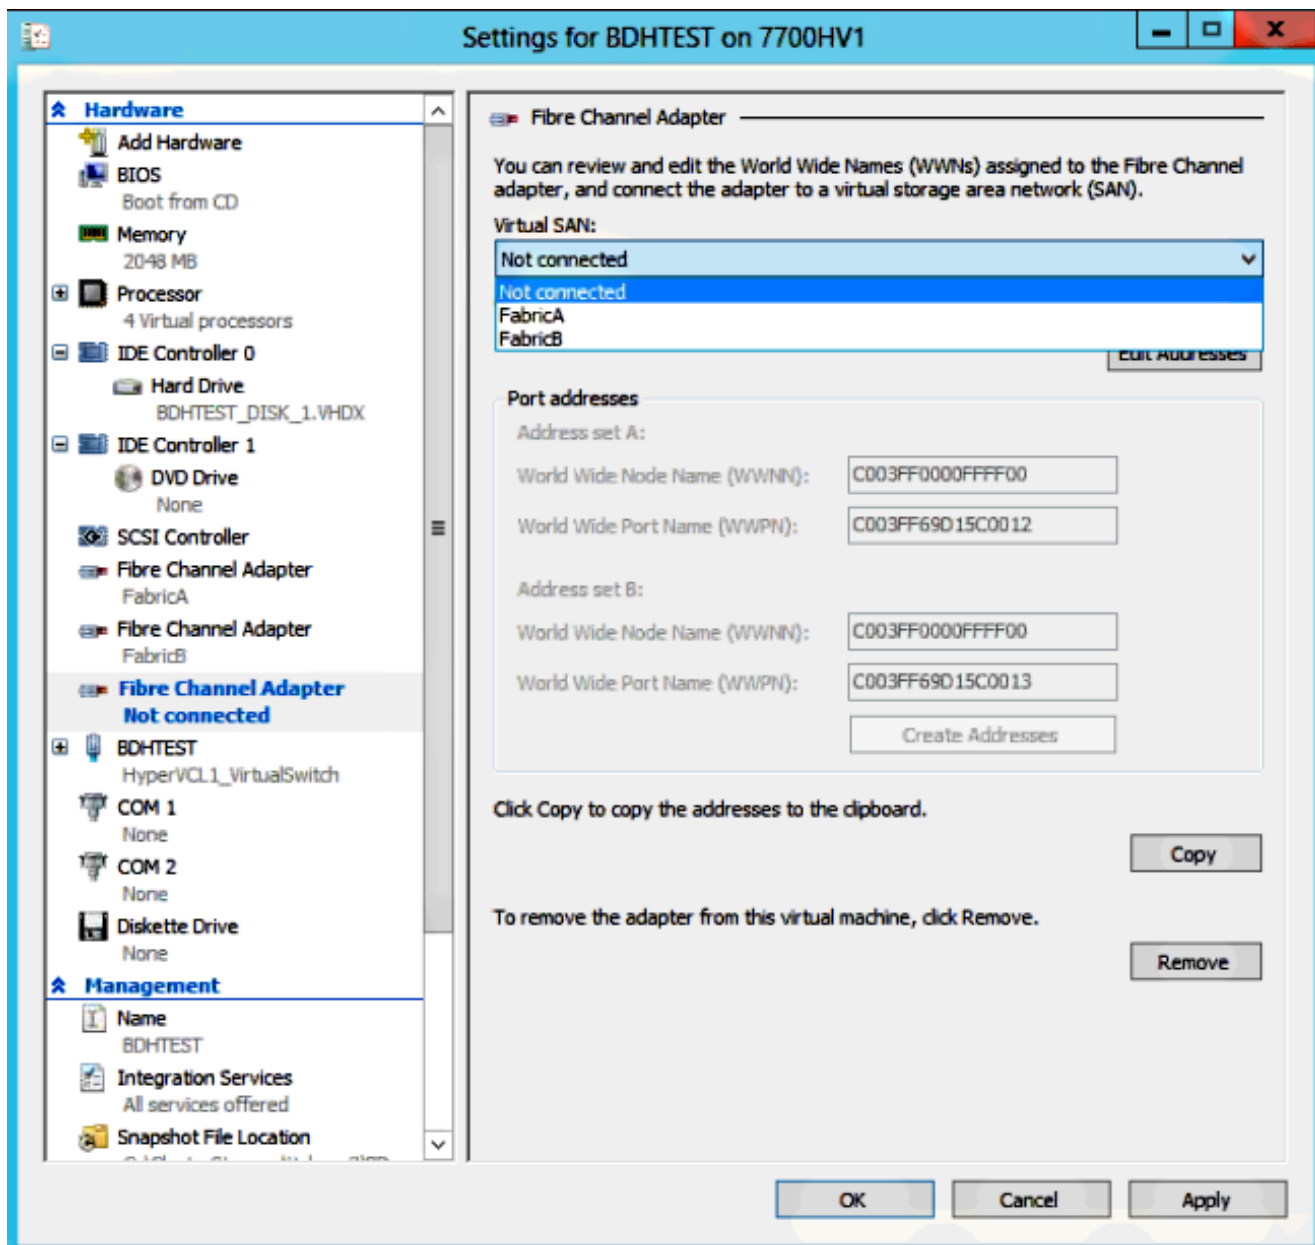 Settings for BDHTEST on 7700HV1
Hardware
Add Hardware
BIOS
Boot from CD
Memory
2048 MB
Processor
4 Virtual processors
IDE Controller 0
Hard Drive
BDHTEST_DISK_1.VHDX
IDE Controller 1
DVD Drive
None
SCSI Controller
Fibre Channel Adapter
FabricA
Fibre Channel Adapter
FabricB
Fibre Channel Adapter
Not connected
BDHTEST
HyperVCL1_VirtualSwitch
COM 1
None
COM 2
None
Diskette Drive
None
Management
Name
BDHTEST
Integration Services
All services offered
Snapshot File Location
Fibre Channel Adapter
You can review and edit the World Wide Names (WWNs) assigned to the Fibre Channel
adapter, and connect the adapter to a virtual storage area network (SAN).
Virtual SAN:
Not connected
Not connected
FabricA
FabricB
Edit Addresses
Port addresses
Address set A:
World Wide Node Name (WWNN): C003FF0000FFFF00
World Wide Port Name (WWPN): C003FF69D15C0012
Address set B:
World Wide Node Name (WWNN): C003FF0000FFFF00
World Wide Port Name (WWPN): C003FF69D15C0013
Create Addresses
Click Copy to copy the addresses to the clipboard.
Copy
To remove the adapter from this virtual machine, click Remove.
Remove
OK Cancel Apply